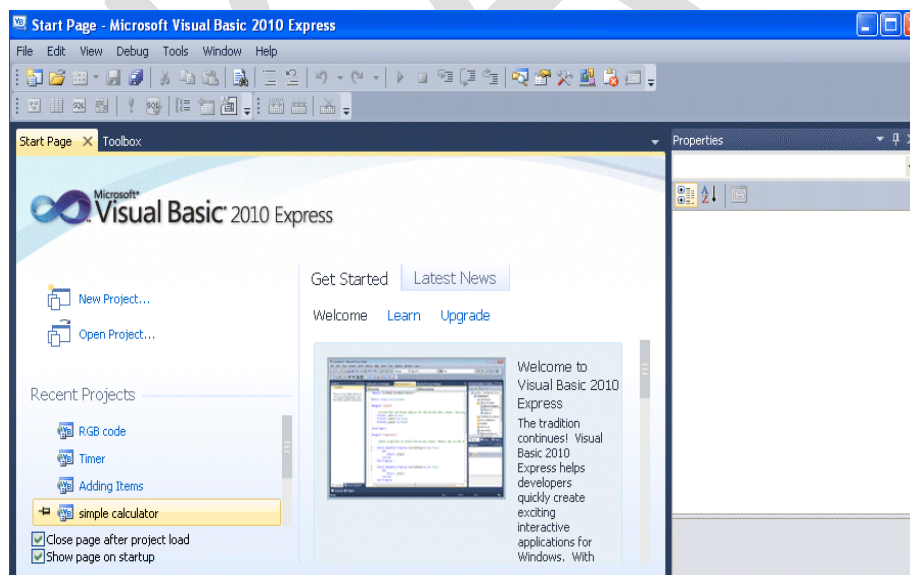 Start Page - Microsoft Visual Basic 2010 Express
File Edit View Debug Tools Window Help
Start Page Toolbox
Properties
Microsoft®
Visual Basic 2010 Express
New Project...
Open Project...
Recent Projects
RGB code
Timer
Adding Items
simple calculator
Close page after project load
Show page on startup
Get Started Latest News
Welcome Learn Upgrade
Welcome to
Visual Basic 2010
Express
The tradition
continues! Visual
Basic 2010
Express helps
developers
quickly create
exciting
interactive
applications for
Windows. With